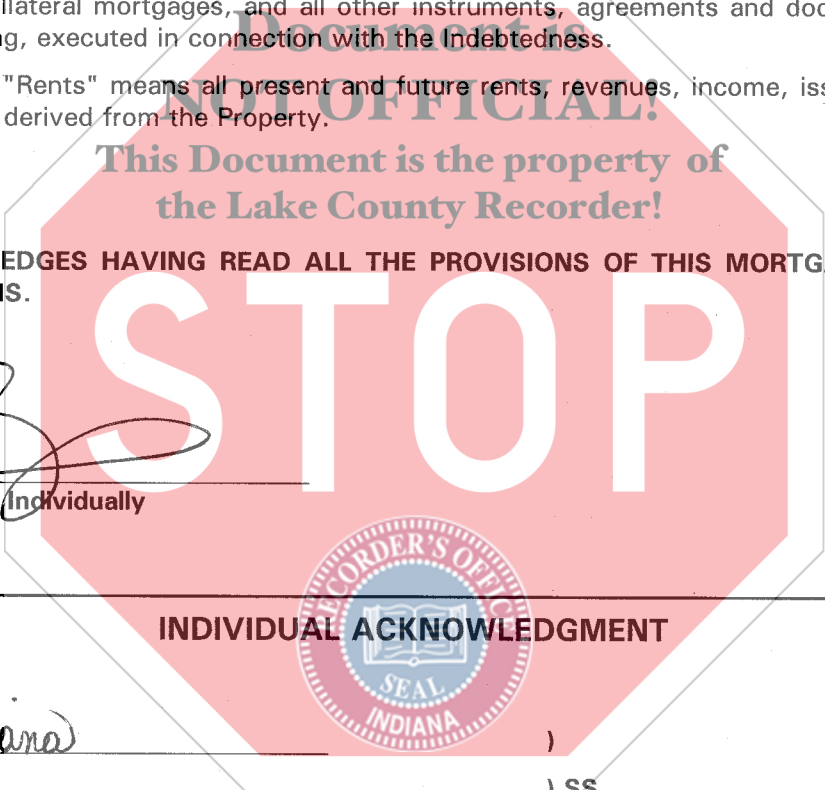 llateral mortgages, and all other instruments, agreements and doc
g, executed in connection with the Indebtedness.
Document is
"Rents" means all present and future rents, revenues, income, iss
NOT OFFICIAL!
derived from the Property.
This Document is the property of
the Lake County Recorder!
EDGES HAVING READ ALL THE PROVISIONS OF THIS MORTG
IS.
STOP
Individually
RECORDER'S OFFICE
INDIVIDUAL ACKNOWLEDGMENT
SEAL
INDIANA
iana
)
) SS